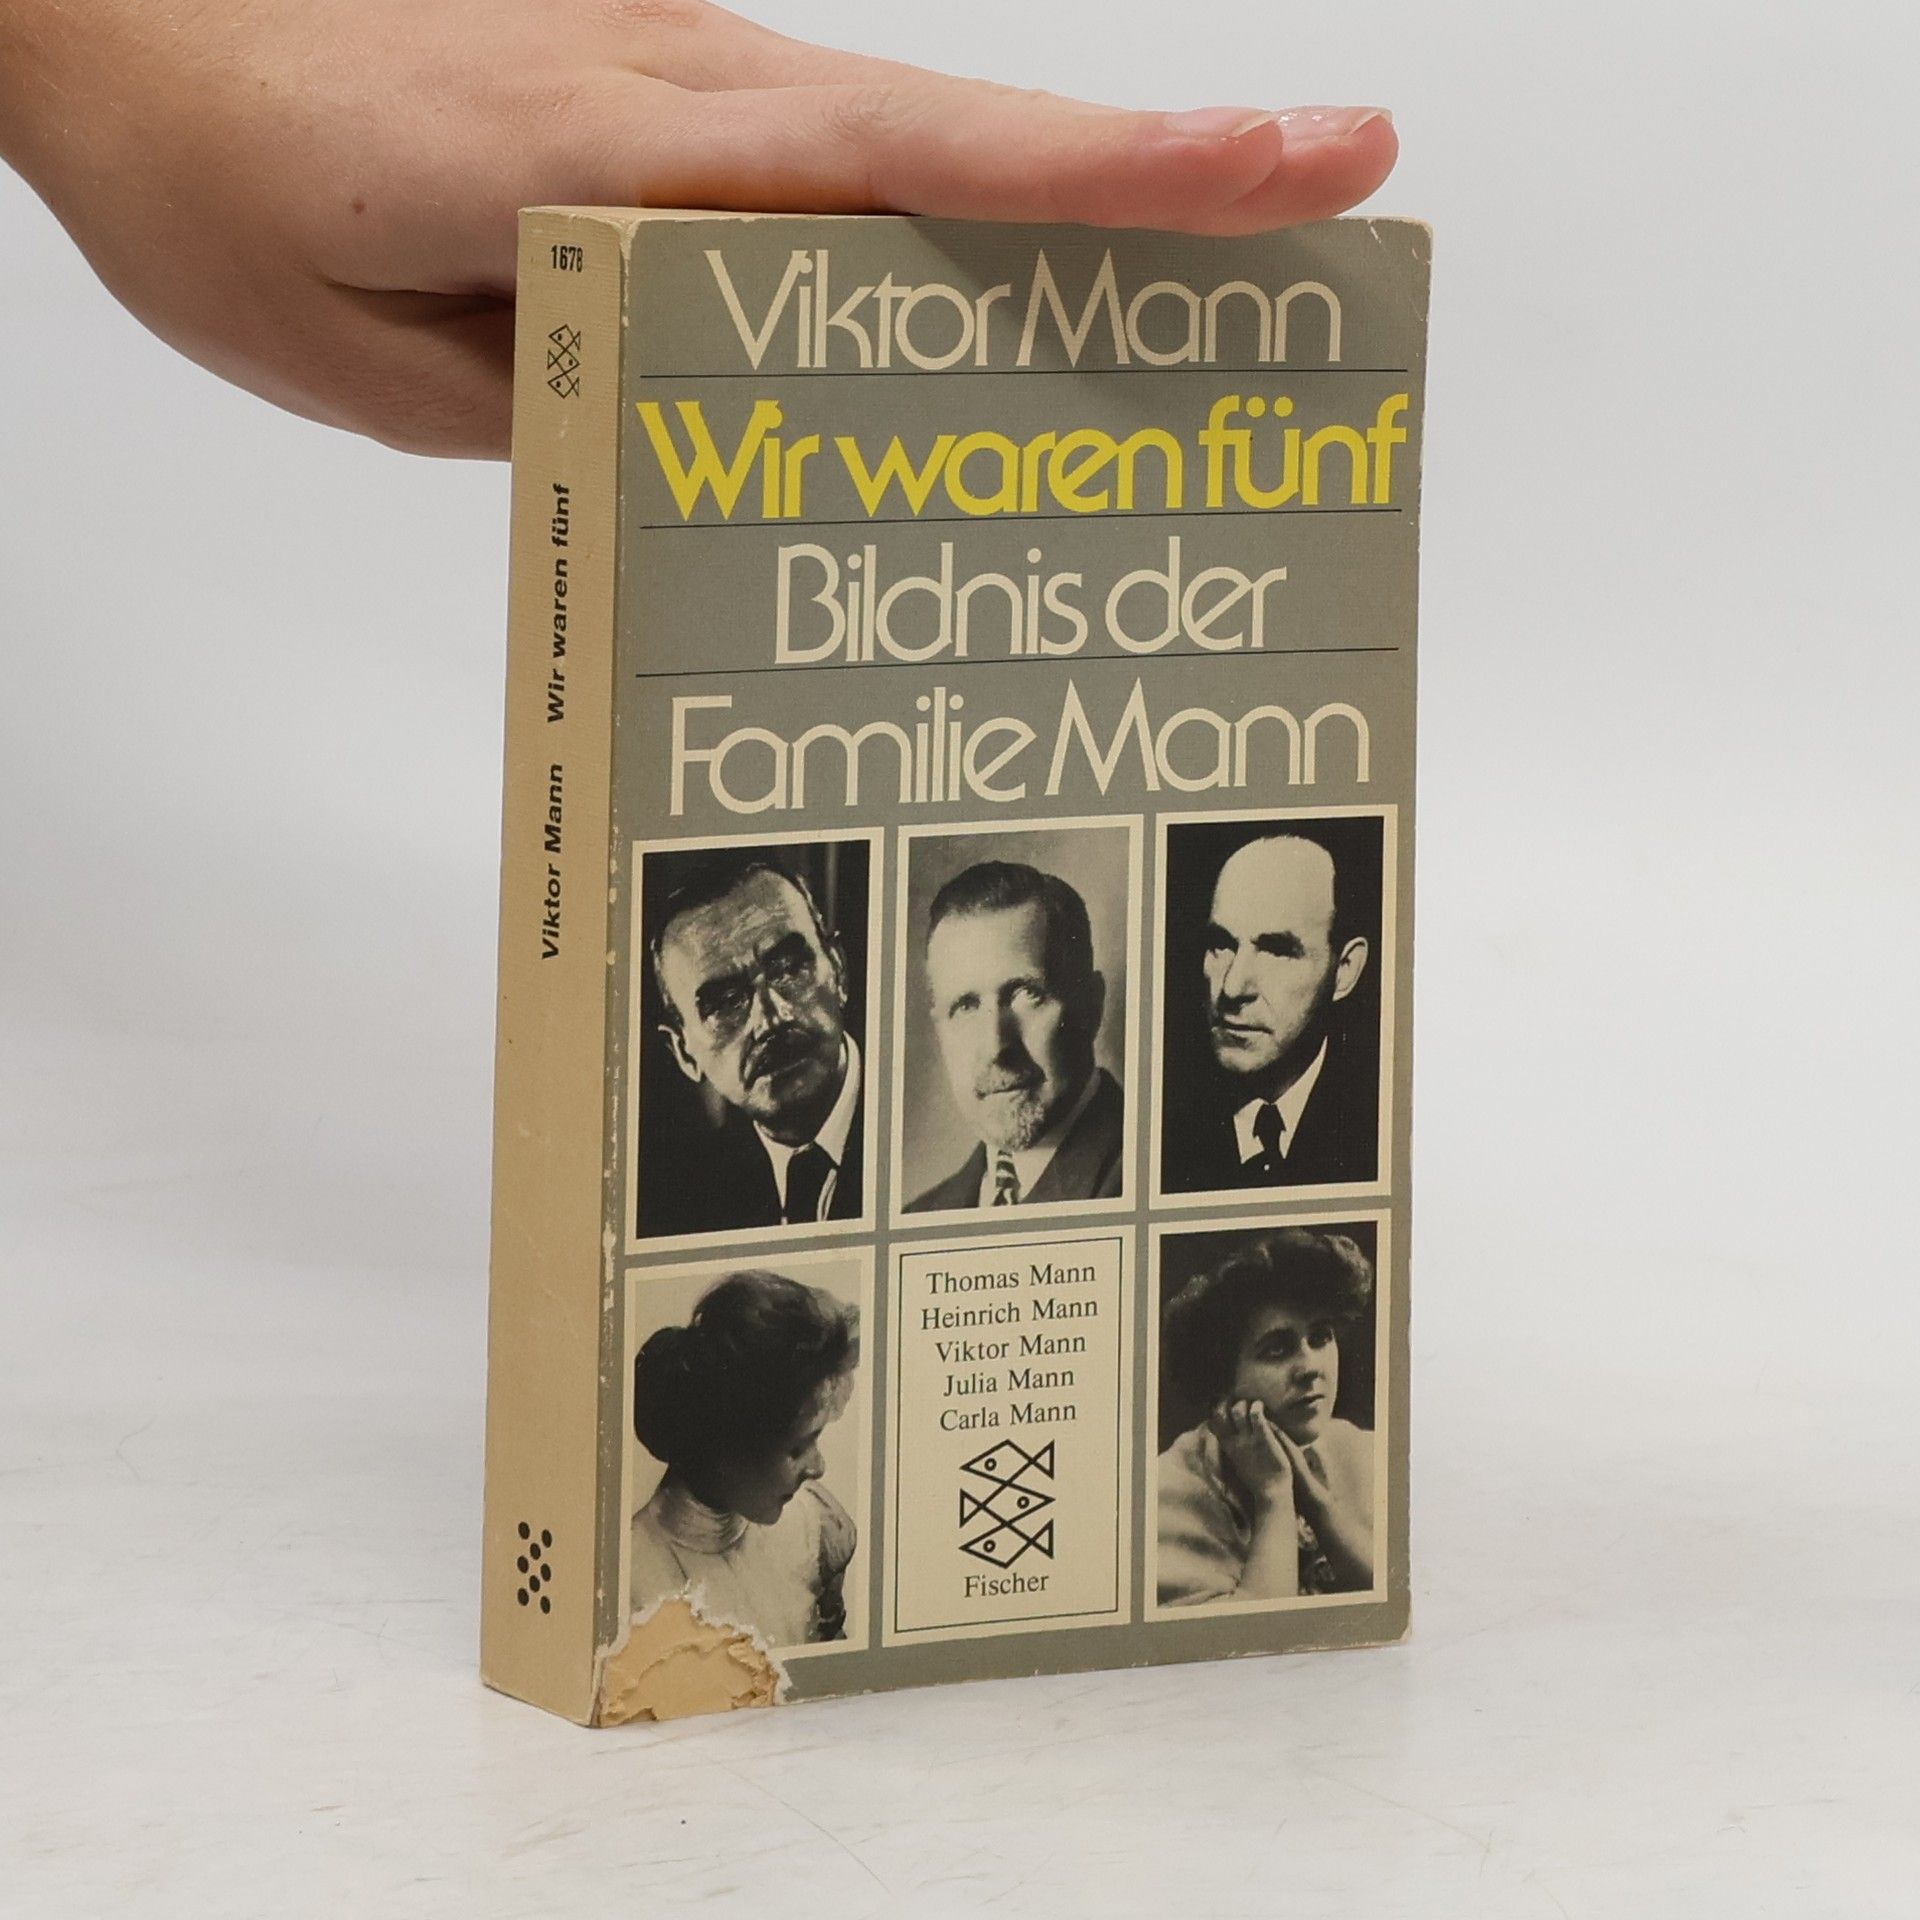 1678
Viktor Mann Wir waren fünf
Viktor Mann
Wir waren fünf
Bildnis der
Familie Mann
Thomas Mann
Heinrich Mann
Viktor Mann
Julia Mann
Carla Mann
Fischer